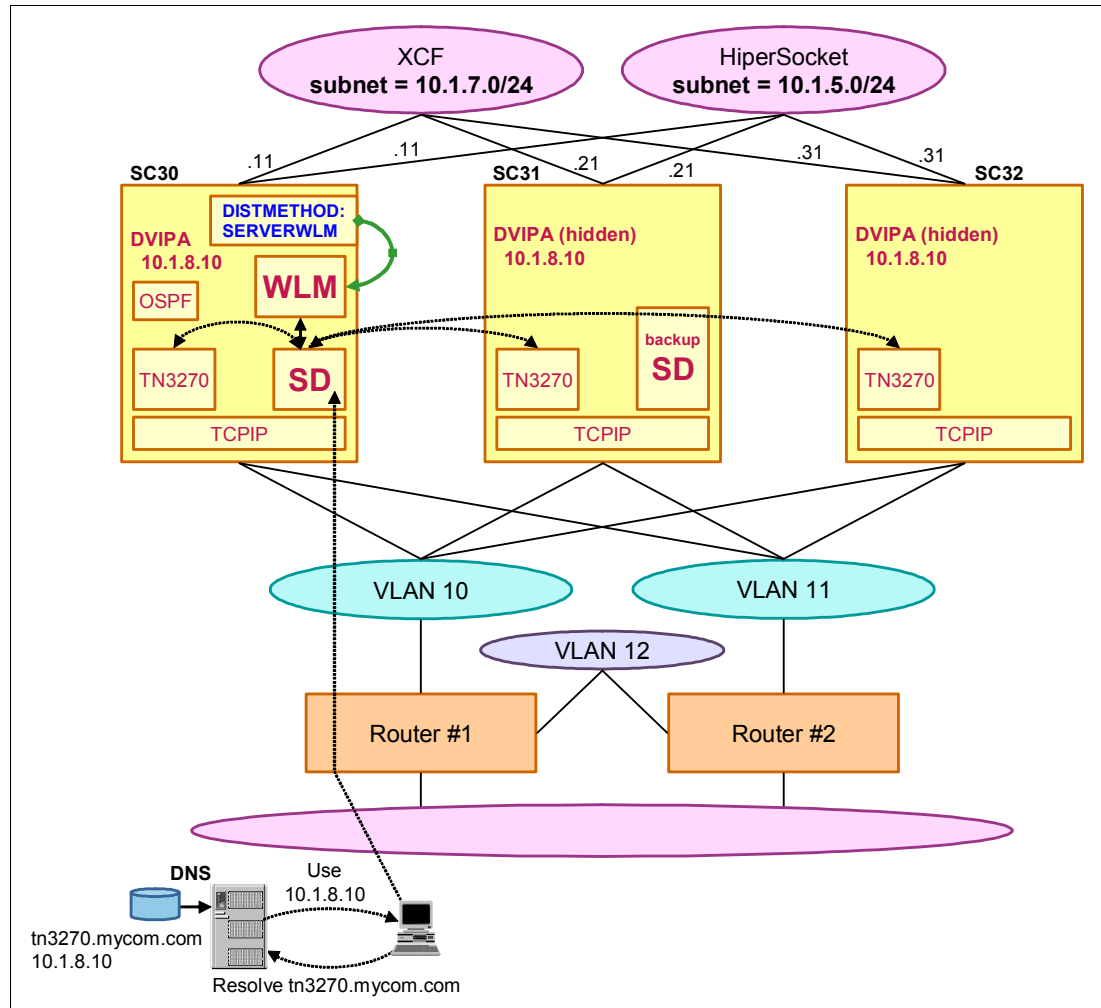 XCF
subnet = 10.1.7.0/24
HiperSocket
subnet = 10.1.5.0/24
.11
.11
.21
.21
.31
.31
SC30
DISTMETHOD:
SERVERWLM
DVIPA
10.1.8.10
WLM
OSPF
TN3270
SD
TCPIP
SC31
DVIPA (hidden)
10.1.8.10
backup
SD
TN3270
TCPIP
SC32
DVIPA (hidden)
10.1.8.10
TN3270
TCPIP
VLAN 10
VLAN 11
VLAN 12
Router #1
Router #2
DNS
Use
10.1.8.10
tn3270.mycom.com
10.1.8.10
Resolve tn3270.mycom.com